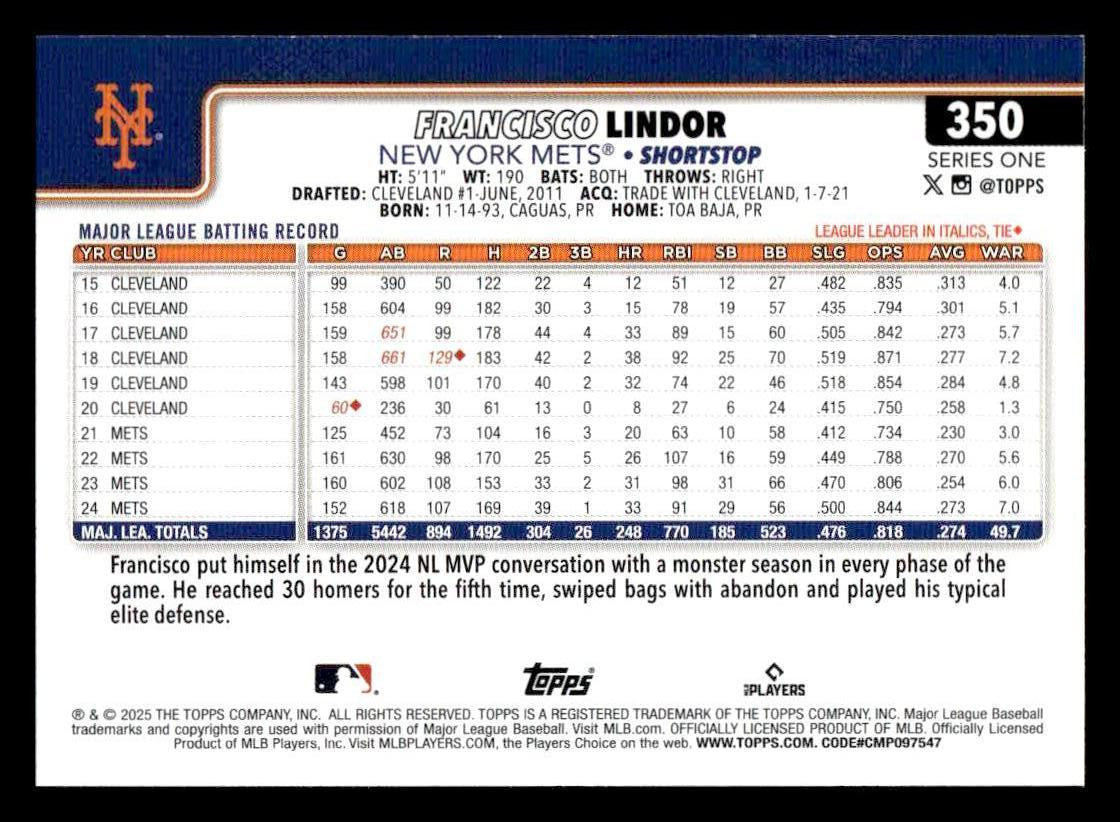 NY
FRANCISCO LINDOR
350
NEW YORK METS® • SHORTSTOP
SERIES ONE
HT: 5'11" WT: 190 BATS: BOTH THROWS: RIGHT
@TOPPS
DRAFTED: CLEVELAND #1-JUNE, 2011 ACQ: TRADE WITH CLEVELAND, 1-7-21
BORN: 11-14-93, CAGUAS, PR HOME: TOA BAJA, PR
MAJOR LEAGUE BATTING RECORD LEAGUE LEADER IN ITALICS, TIE♦
YR CLUB G AB R H 2B 3B HR RBI SB BB SLG OPS AVG WAR
15 CLEVELAND 99 390 50 122 22 4 12 51 12 27 .482 .835 .313 4.0
16 CLEVELAND 158 604 99 182 30 3 15 78 19 57 .435 .794 .301 5.1
17 CLEVELAND 159 651 99 178 44 4 33 89 15 60 .505 .842 .273 5.7
18 CLEVELAND 158 661 129♦ 183 42 2 38 92 25 70 .519 .871 .277 7.2
19 CLEVELAND 143 598 101 170 40 2 32 74 22 46 .518 .854 .284 4.8
20 CLEVELAND 60♦ 236 30 61 13 0 8 27 6 24 .415 .750 .258 1.3
21 METS 125 452 73 104 16 3 20 63 10 58 .412 .734 .230 3.0
22 METS 161 630 98 170 25 5 26 107 16 59 .449 .788 .270 5.6
23 METS 160 602 108 153 33 2 31 98 31 66 .470 .806 .254 6.0
24 METS 152 618 107 169 39 1 33 91 29 56 .500 .844 .273 7.0
MAJ. LEA. TOTALS 1375 5442 894 1492 304 26 248 770 185 523 .476 .818 .274 49.7
Francisco put himself in the 2024 NL MVP conversation with a monster season in every phase of the
game. He reached 30 homers for the fifth time, swiped bags with abandon and played his typical
elite defense.
Topps®
MLB PLAYERS
® & © 2025 THE TOPPS COMPANY, INC. ALL RIGHTS RESERVED. TOPPS IS A REGISTERED TRADEMARK OF THE TOPPS COMPANY, INC. Major League Baseball
trademarks and copyrights are used with permission of Major League Baseball. Visit MLB.com. OFFICIALLY LICENSED PRODUCT OF MLB. Officially Licensed
Product of MLB Players, Inc. Visit MLBPLAYERS.COM, the Players Choice on the web. WWW.TOPPS.COM. CODE#CMP097547